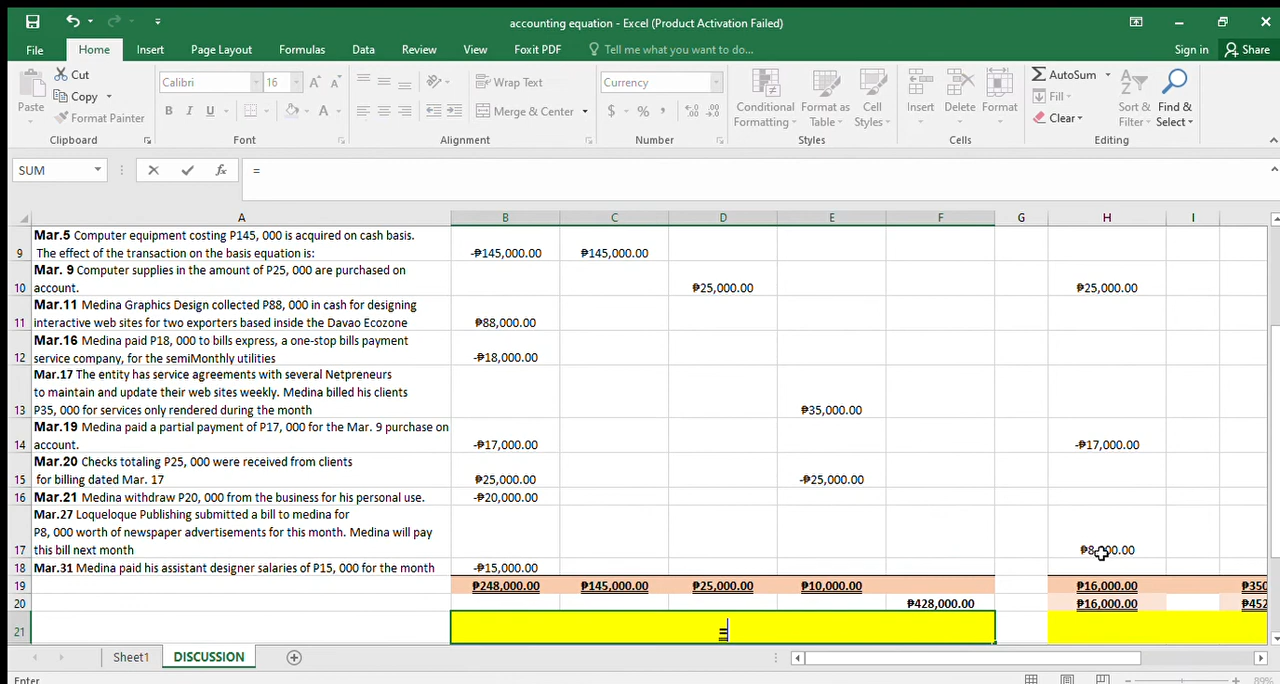 accounting equation - Excel (Product Activation Failed)
File Home Insert Page Layout Formulas Data Review View Foxit PDF Tell me what you want to do... Sign in Share
Paste Cut Copy Format Painter
Calibri 16
B I U A
Wrap Text
Merge & Center
Currency
$ % ,
Conditional Formatting Format as Table Cell Styles
Insert Delete Format
AutoSum Fill Clear
Sort & Filter Find & Select
Clipboard Font Alignment Number Styles Cells Editing
SUM fx =
A B C D E F G H I
Mar.5 Computer equipment costing P145, 000 is acquired on cash basis.
9 The effect of the transaction on the basis equation is: -₱145,000.00 ₱145,000.00
Mar. 9 Computer supplies in the amount of P25, 000 are purchased on
10 account. ₱25,000.00 ₱25,000.00
Mar.11 Medina Graphics Design collected P88, 000 in cash for designing
11 interactive web sites for two exporters based inside the Davao Ecozone ₱88,000.00
Mar.16 Medina paid P18, 000 to bills express, a one-stop bills payment
12 service company, for the semiMonthly utilities -₱18,000.00
Mar.17 The entity has service agreements with several Netpreneurs
to maintain and update their web sites weekly. Medina billed his clients
13 P35, 000 for services only rendered during the month ₱35,000.00
Mar.19 Medina paid a partial payment of P17, 000 for the Mar. 9 purchase on
14 account. -₱17,000.00 -₱17,000.00
Mar.20 Checks totaling P25, 000 were received from clients
15 for billing dated Mar. 17 ₱25,000.00 -₱25,000.00
16 Mar.21 Medina withdraw P20, 000 from the business for his personal use. -₱20,000.00
Mar.27 Loqueloque Publishing submitted a bill to medina for
P8, 000 worth of newspaper advertisements for this month. Medina will pay
17 this bill next month ₱8,000.00
18 Mar.31 Medina paid his assistant designer salaries of P15, 000 for the month -₱15,000.00
19 ₱248,000.00 ₱145,000.00 ₱25,000.00 ₱10,000.00 ₱16,000.00 ₱350
20 ₱428,000.00 ₱16,000.00 ₱452
21 =
Sheet1 DISCUSSION
Enter 89%